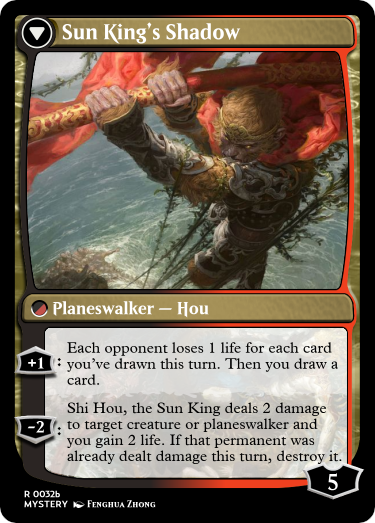 Sun King's Shadow
Planeswalker — Hou
+1: Each opponent loses 1 life for each card
you've drawn this turn. Then you draw a
card.
-2: Shi Hou, the Sun King deals 2 damage
to target creature or planeswalker and
you gain 2 life. If that permanent was
already dealt damage this turn, destroy it.
5
R 0032b
MYSTERY Fenghua Zhong